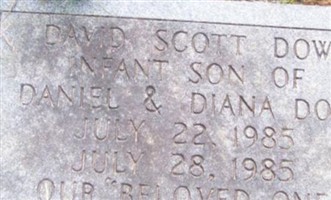 DAVID SCOTT DOW
INFANT SON OF
DANIEL & DIANA DO
JULY 22, 1985
JULY 28, 1985
OUR BELOVED ONE